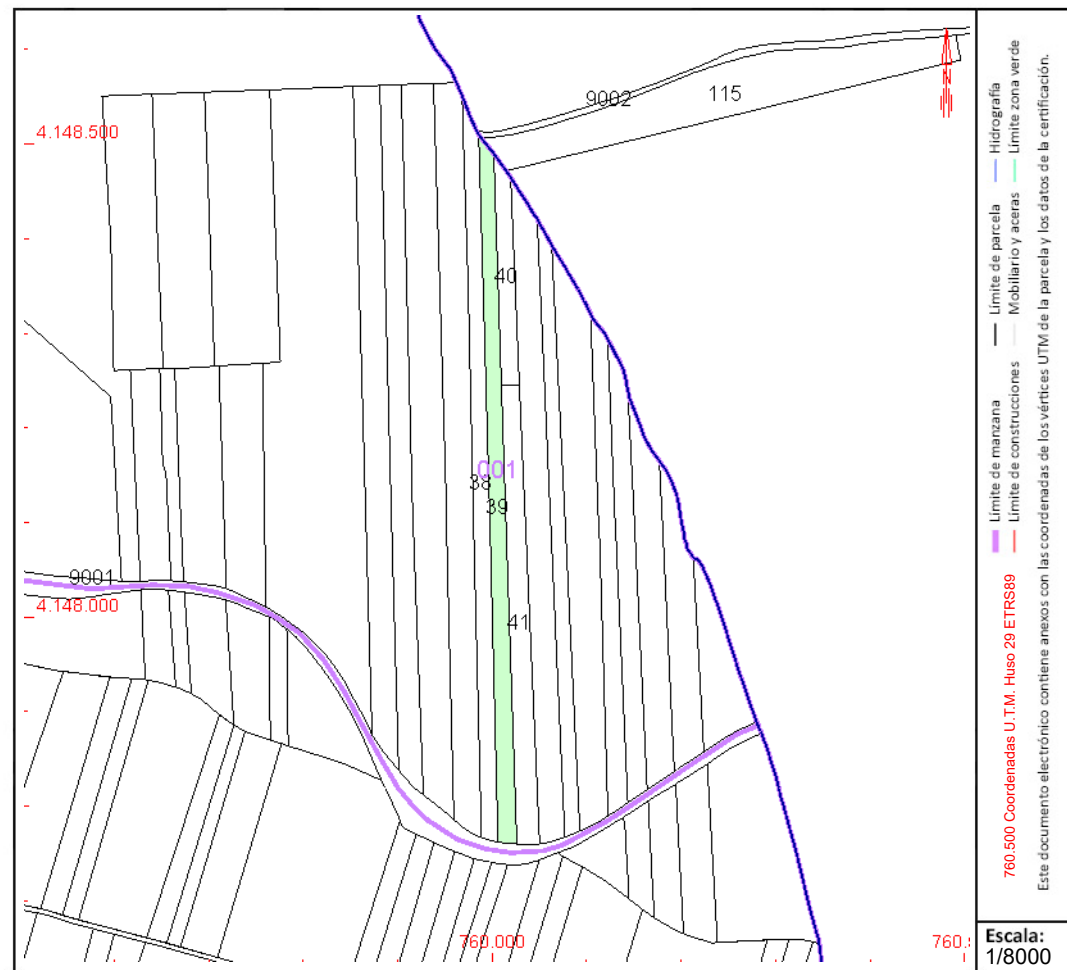 9002
115
N
4.148.500
40
001
38
39
9001
4.148.000
41
760.000
Hidrografía
Límite zona verde
Límite de parcela
Mobiliario y aceras
Límite de manzana
Límite de construcciones
760.500 Coordenadas U.T.M. Huso 29 ETRS89
Este documento electrónico contiene anexos con las coordenadas de los vértices UTM de la parcela y los datos de la certificación.
Escala:
1/8000